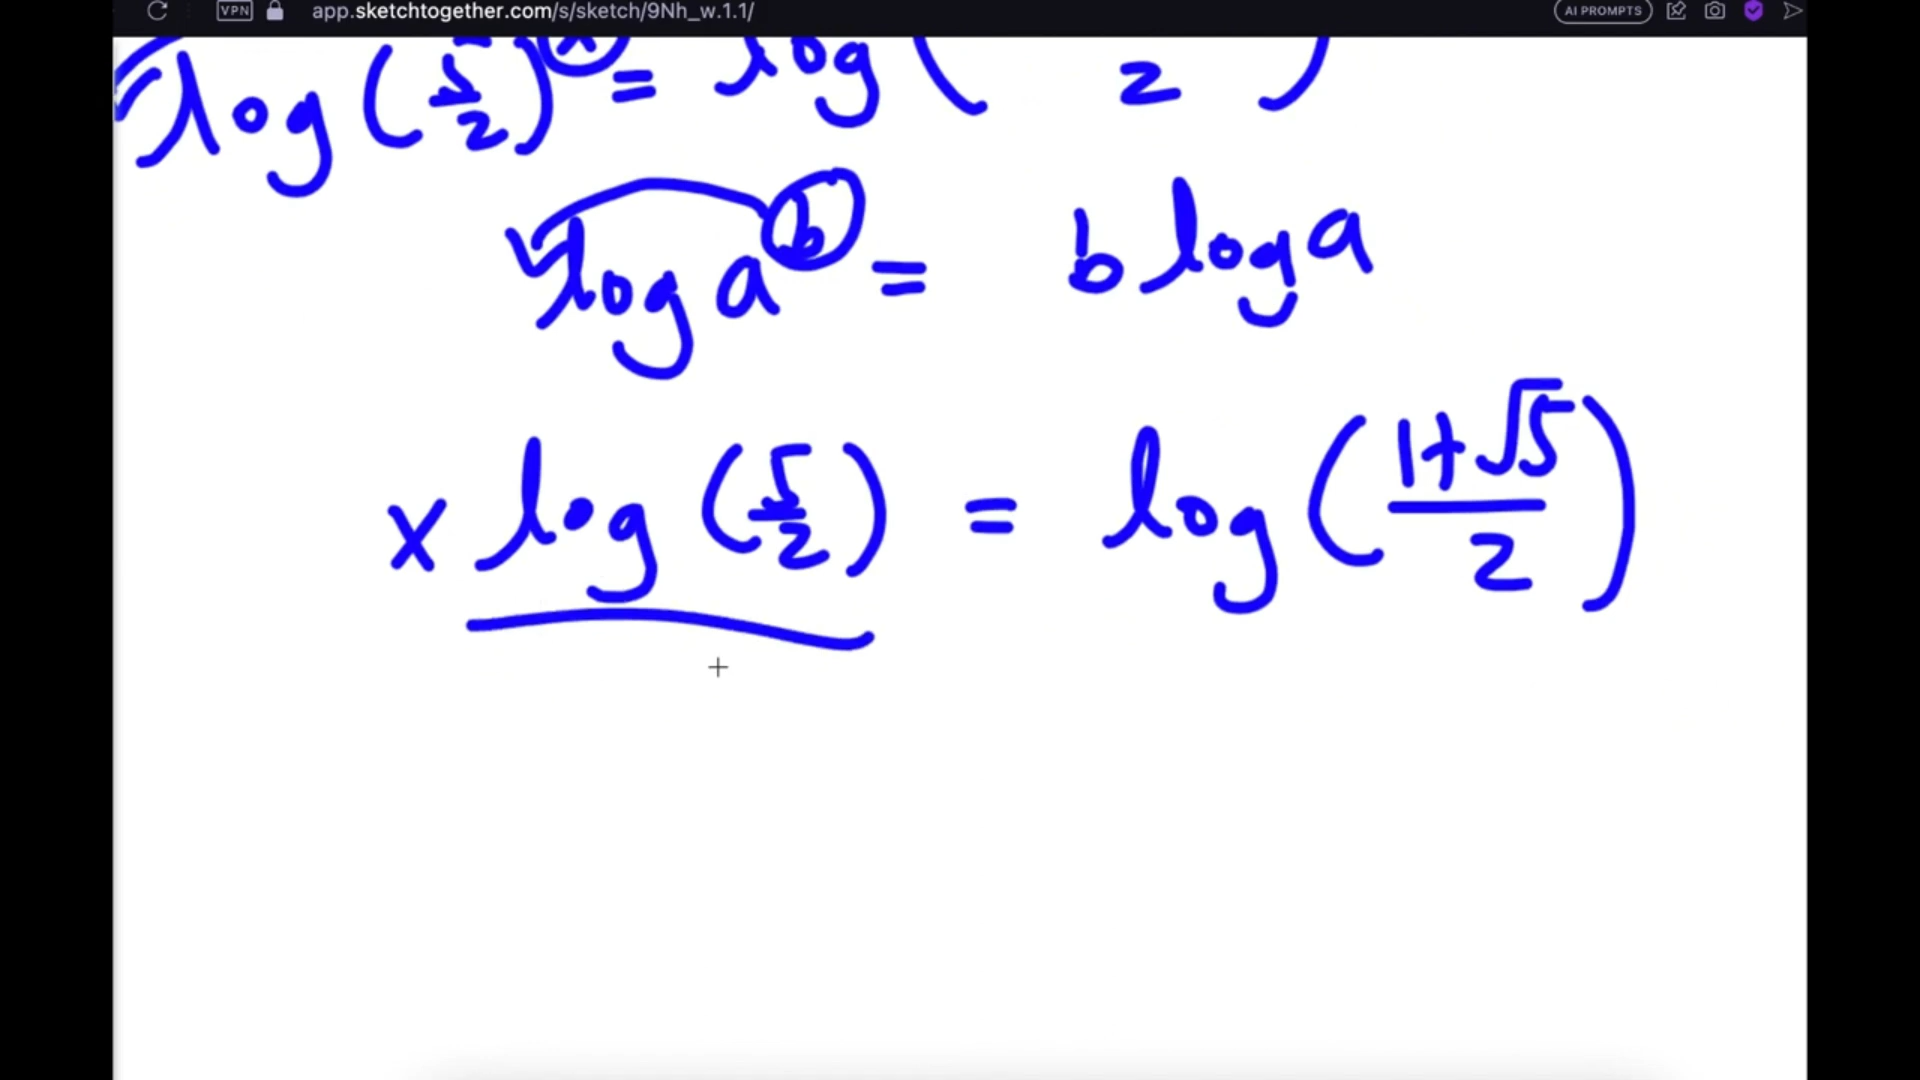 VPN app.sketchtogether.com/s/sketch/9Nh_w.1.1/ AI PROMPTS
log(5/2)^x = log( 2 )
log a^b = b log a
x log (5/2) = log ((1+√5)/2)